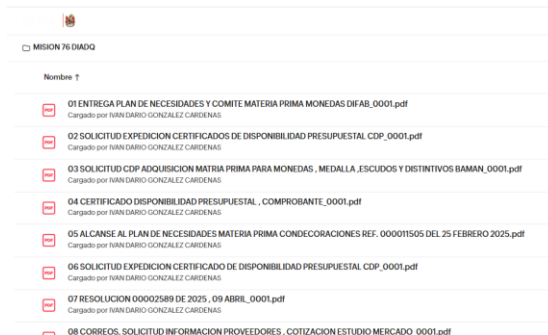 MISION 76 DIADQ
Nombre ↑
01 ENTREGA PLAN DE NECESIDADES Y COMITE MATERIA PRIMA MONEDAS DIFAB_0001.pdf
Cargado por IVAN DARIO GONZALEZ CARDENAS
02 SOLICITUD EXPEDICION CERTIFICADOS DE DISPONIBILIDAD PRESUPUESTAL CDP_0001.pdf
Cargado por IVAN DARIO GONZALEZ CARDENAS
03 SOLICITUD CDP ADQUISICION MATRIA PRIMA PARA MONEDAS , MEDALLA ,ESCUDOS Y DISTINTIVOS BAMAN_0001.pdf
Cargado por IVAN DARIO GONZALEZ CARDENAS
04 CERTIFICADO DISPONIBILIDAD PRESUPUESTAL , COMPROBANTE_0001.pdf
Cargado por IVAN DARIO GONZALEZ CARDENAS
05 ALCANSE AL PLAN DE NECESIDADES MATERIA PRIMA CONDECORACIONES REF. 000011505 DEL 25 FEBRERO 2025.pdf
Cargado por IVAN DARIO GONZALEZ CARDENAS
06 SOLICITUD EXPEDICION CERTIFICADO DE DISPONIBILIDAD PRESUPUESTAL CDP_0001.pdf
Cargado por IVAN DARIO GONZALEZ CARDENAS
07 RESOLUCION 00002589 DE 2025 , 09 ABRIL_0001.pdf
Cargado por IVAN DARIO GONZALEZ CARDENAS
08 CORREOS, SOLICITUD INFORMACION PROVEEDORES , COTIZACION ESTUDIO MERCADO_0001.pdf